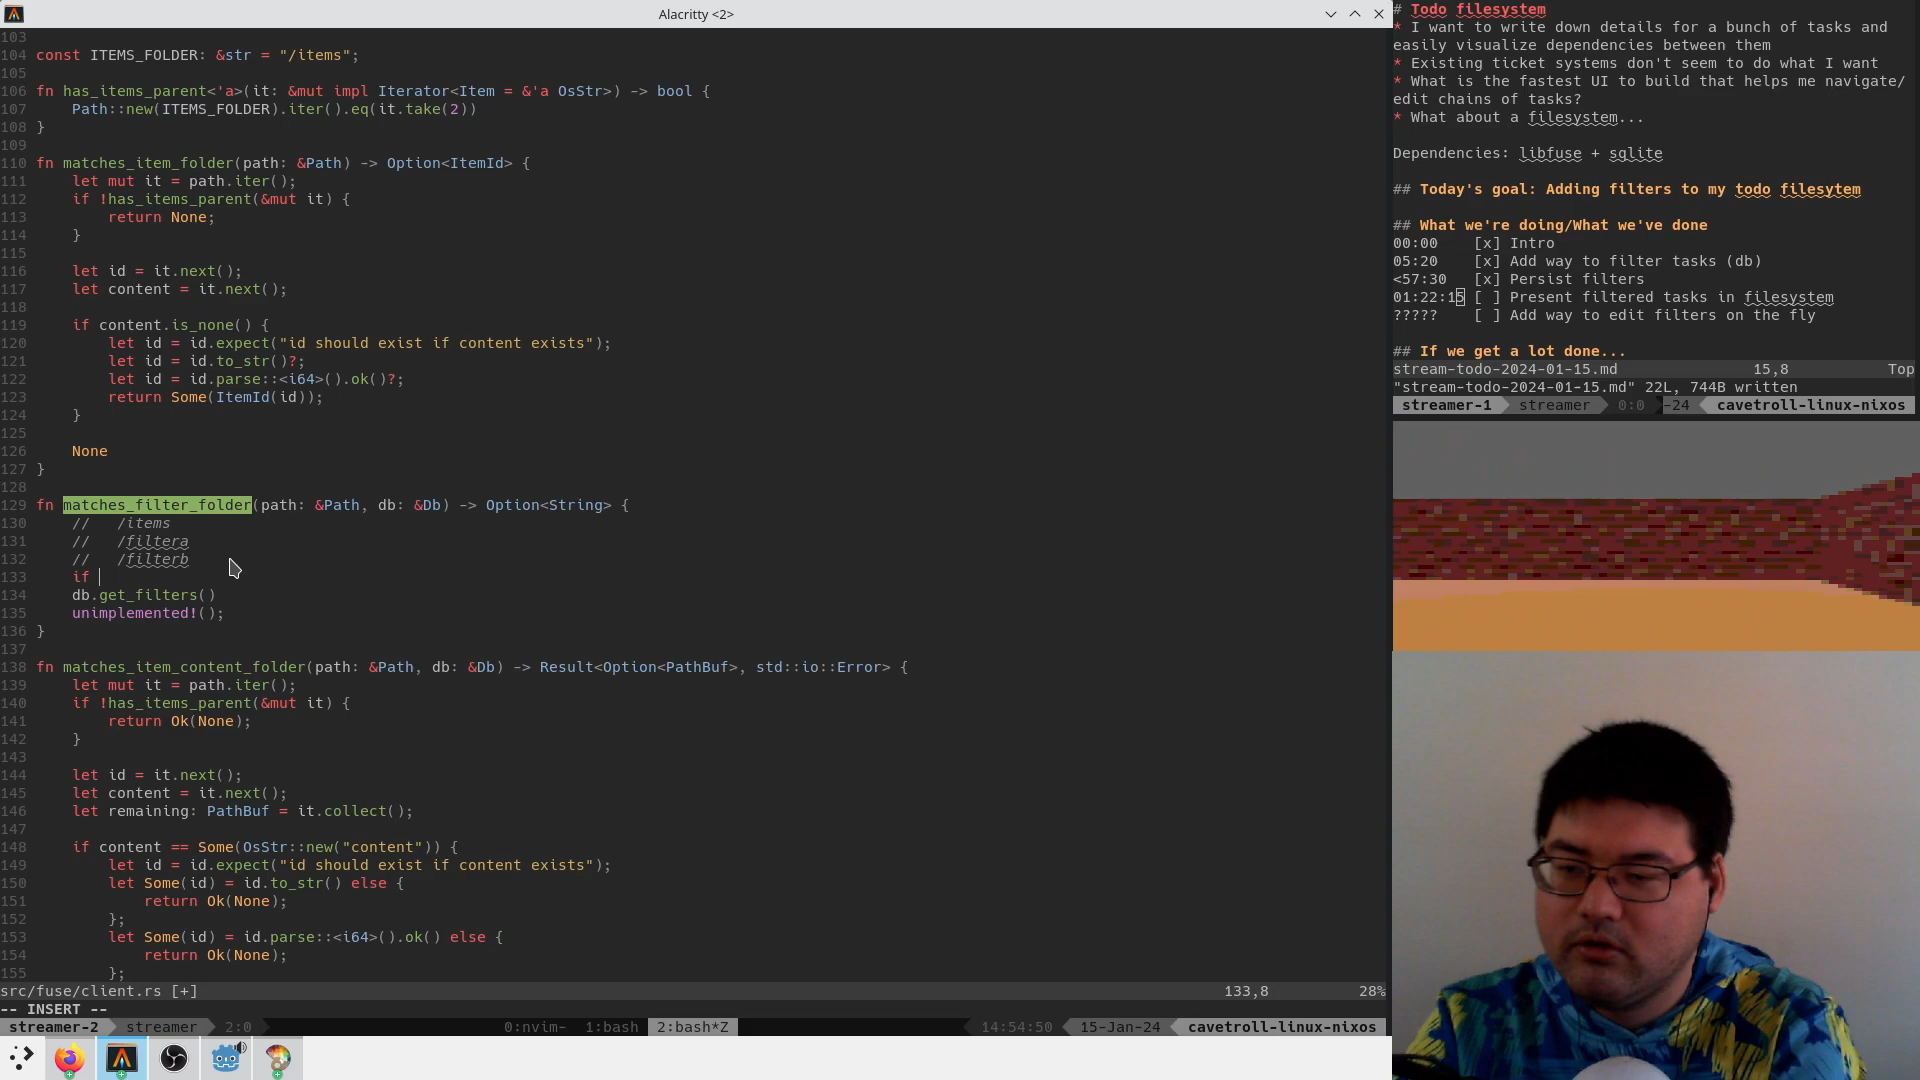 Alacritty <2>
103
104 const ITEMS_FOLDER: &str = "/items";
105
106 fn has_items_parent<'a>(it: &mut impl Iterator<Item = &'a OsStr>) -> bool {
107     Path::new(ITEMS_FOLDER).iter().eq(it.take(2))
108 }
109
110 fn matches_item_folder(path: &Path) -> Option<ItemId> {
111     let mut it = path.iter();
112     if !has_items_parent(&mut it) {
113         return None;
114     }
115
116     let id = it.next();
117     let content = it.next();
118
119     if content.is_none() {
120         let id = id.expect("id should exist if content exists");
121         let id = id.to_str()?;
122         let id = id.parse::<i64>().ok()?;
123         return Some(ItemId(id));
124     }
125
126     None
127 }
128
129 fn matches_filter_folder(path: &Path, db: &Db) -> Option<String> {
130     //   /items
131     //   /filtera
132     //   /filterb
133     if
134     db.get_filters()
135     unimplemented!();
136 }
137
138 fn matches_item_content_folder(path: &Path, db: &Db) -> Result<Option<PathBuf>, std::io::Error> {
139     let mut it = path.iter();
140     if !has_items_parent(&mut it) {
141         return Ok(None);
142     }
143
144     let id = it.next();
145     let content = it.next();
146     let remaining: PathBuf = it.collect();
147
148     if content == Some(OsStr::new("content")) {
149         let id = id.expect("id should exist if content exists");
150         let Some(id) = id.to_str() else {
151             return Ok(None);
152         };
153         let Some(id) = id.parse::<i64>().ok() else {
154             return Ok(None);
155         };
src/fuse/client.rs [+] 133,8 28%
-- INSERT --
streamer-2 streamer 2:0 0:nvim- 1:bash 2:bash*Z 14:54:50 15-Jan-24 cavetroll-linux-nixos
# Todo filesystem
* I want to write down details for a bunch of tasks and
easily visualize dependencies between them
* Existing ticket systems don't seem to do what I want
* What is the fastest UI to build that helps me navigate/
edit chains of tasks?
* What about a filesystem...

Dependencies: libfuse + sqlite

## Today's goal: Adding filters to my todo filesytem

## What we're doing/What we've done
00:00    [x] Intro
05:20    [x] Add way to filter tasks (db)
<57:30   [x] Persist filters
01:22:15 [ ] Present filtered tasks in filesystem
?????    [ ] Add way to edit filters on the fly

## If we get a lot done...
stream-todo-2024-01-15.md 15,8 Top
"stream-todo-2024-01-15.md" 22L, 744B written
streamer-1 streamer 0:0 -24 cavetroll-linux-nixos